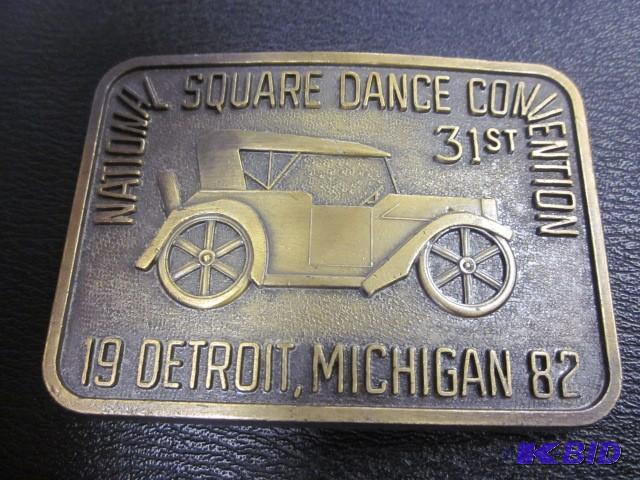 NATIONAL SQUARE DANCE CONVENTION
31ST
19 DETROIT, MICHIGAN 82
K-BID